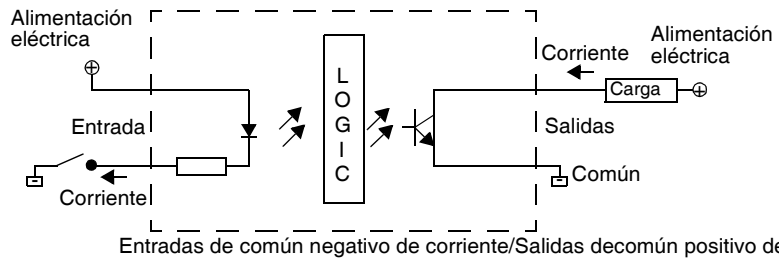 Alimentación
eléctrica
Corriente
Alimentación
eléctrica
LOGIC
Carga
Entrada
Salidas
Corriente
Común
Entradas de común negativo de corriente/Salidas decomún positivo de